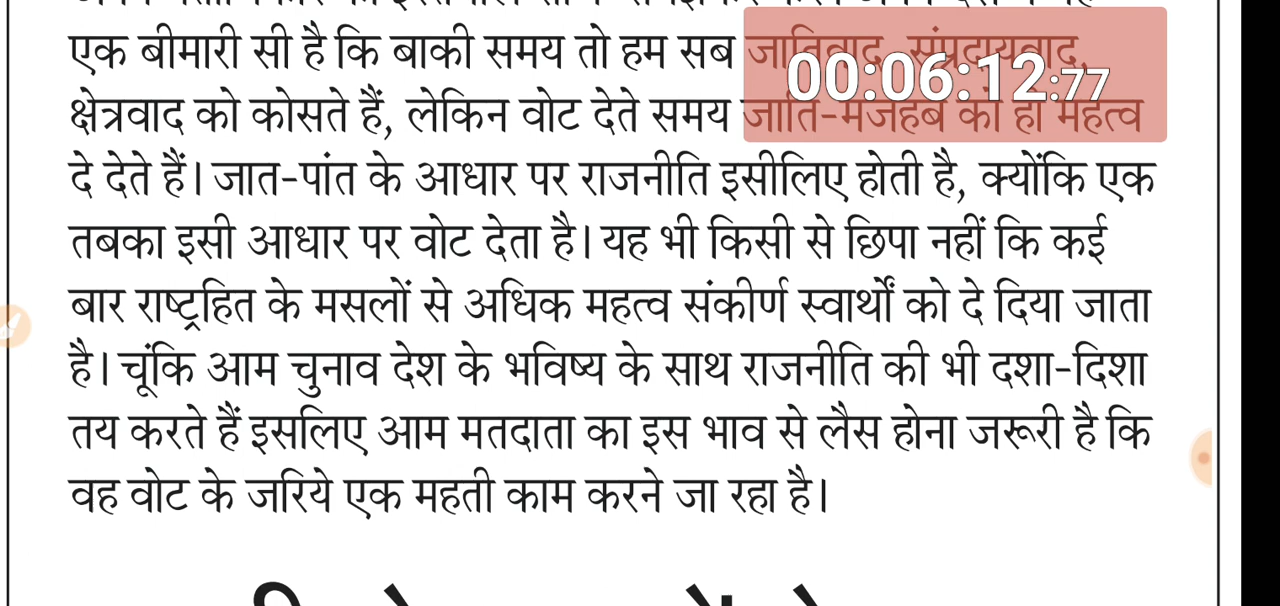 एक बीमारी सी है कि बाकी समय तो हम सब जातिवाद, संप्रदायवाद,
00:06:12:77
क्षेत्रवाद को कोसते हैं, लेकिन वोट देते समय जाति-मजहब को ही महत्व
दे देते हैं। जात-पांत के आधार पर राजनीति इसीलिए होती है, क्योंकि एक
तबका इसी आधार पर वोट देता है। यह भी किसी से छिपा नहीं कि कई
बार राष्ट्रहित के मसलों से अधिक महत्व संकीर्ण स्वार्थों को दे दिया जाता
है। चूंकि आम चुनाव देश के भविष्य के साथ राजनीति की भी दशा-दिशा
तय करते हैं इसलिए आम मतदाता का इस भाव से लैस होना जरूरी है कि
वह वोट के जरिये एक महती काम करने जा रहा है।